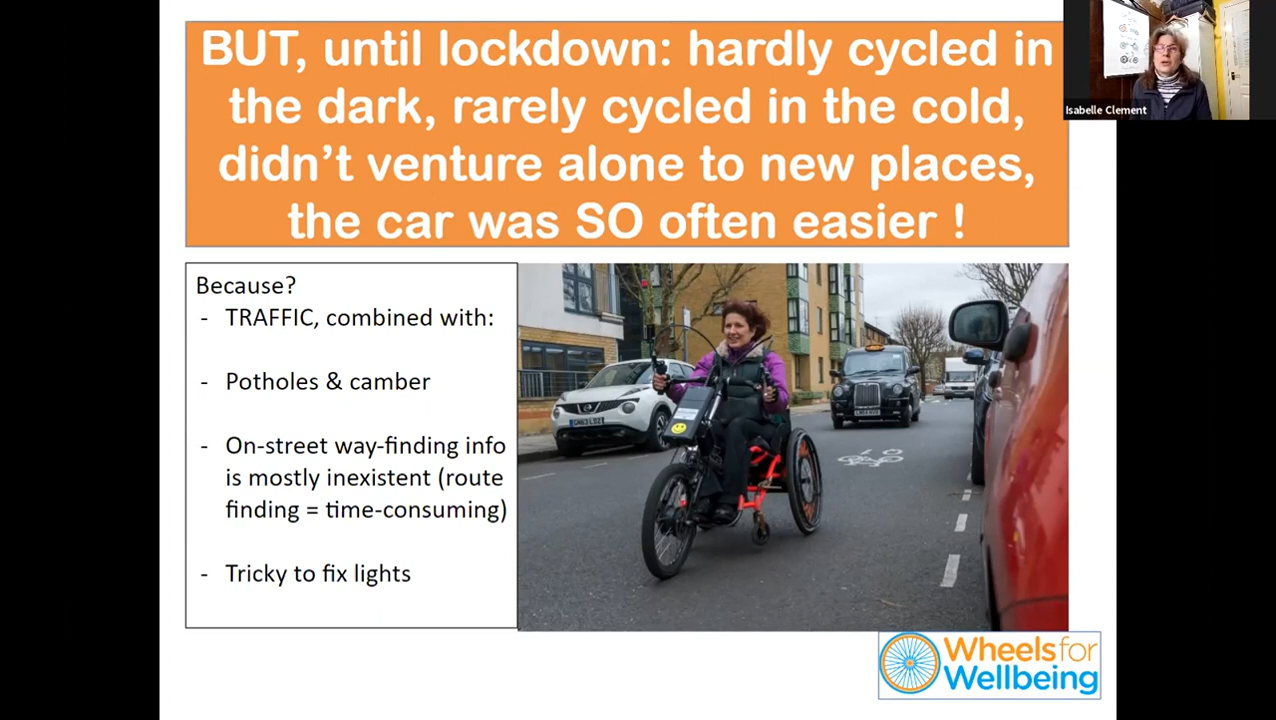 BUT, until lockdown: hardly cycled in
the dark, rarely cycled in the cold,
didn't venture alone to new places,
the car was SO often easier !
Isabelle Clement
Because?
- TRAFFIC, combined with:
- Potholes & camber
- On-street way-finding info
is mostly inexistent (route
finding = time-consuming)
- Tricky to fix lights
Wheels for
Wellbeing